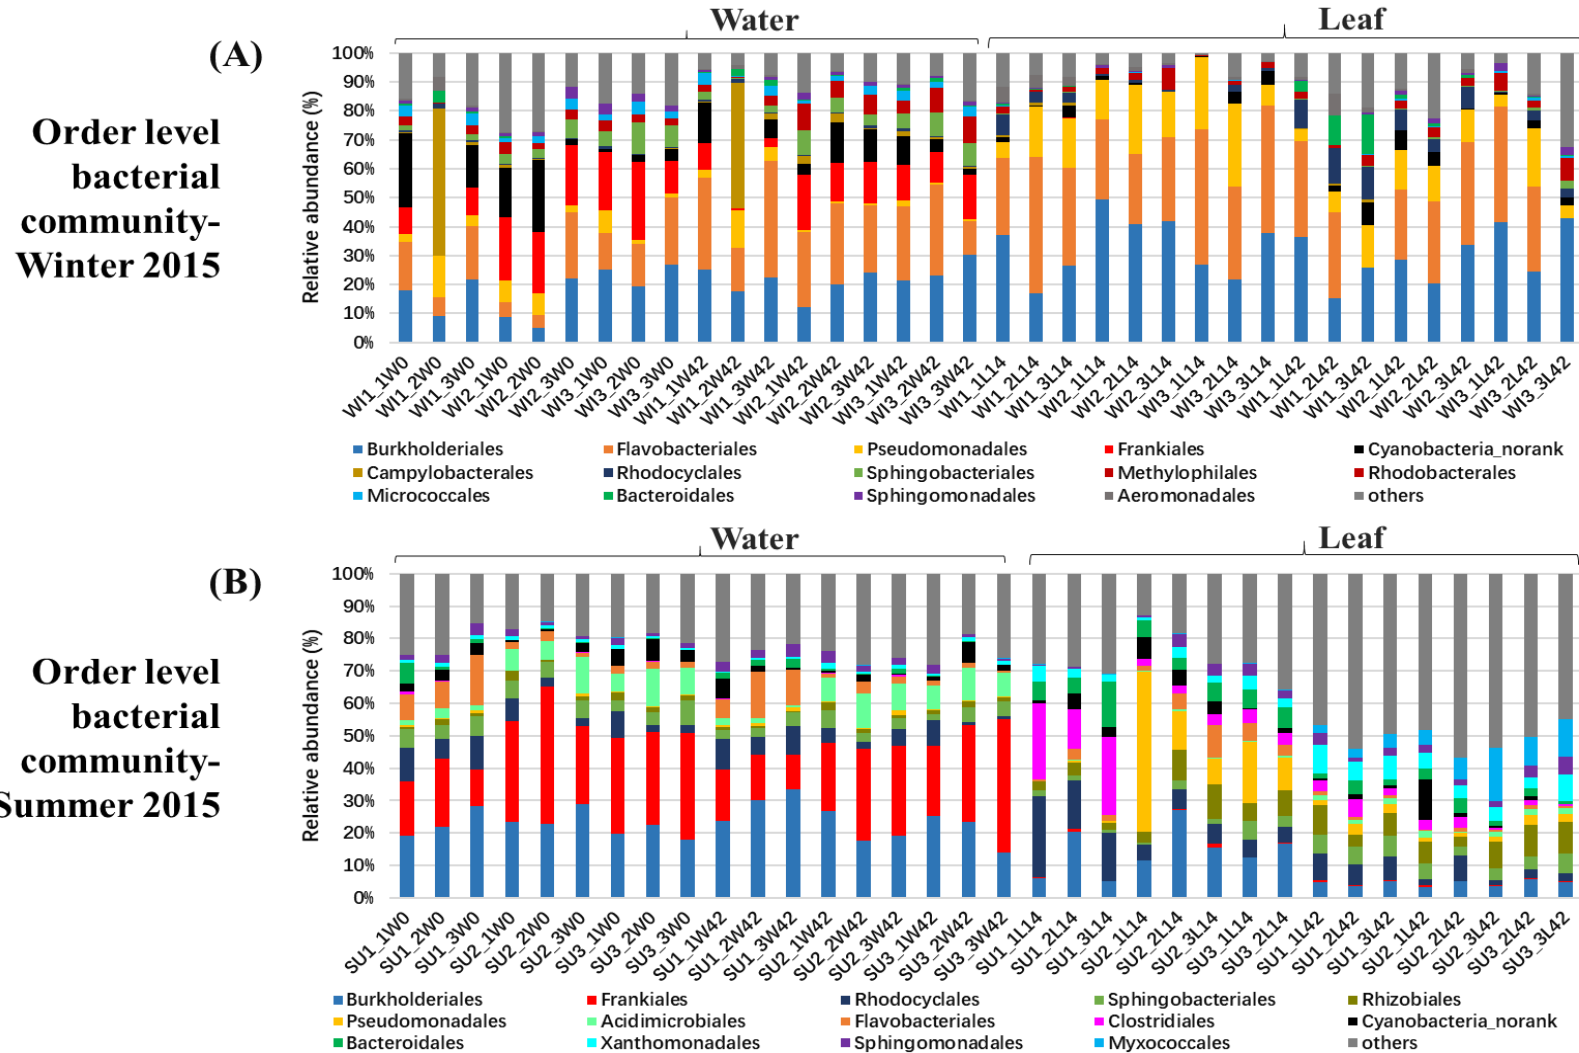 Water
Leaf
(A)
Order level
bacterial
community-
Winter 2015
Relative abundance (%)
100%
90%
80%
70%
60%
50%
40%
30%
20%
10%
0%
WI1_1W0 WI1_2W0 WI1_3W0 WI2_1W0 WI2_2W0 WI2_3W0 WI3_1W0 WI3_2W0 WI3_3W0 WI1_1W42 WI1_2W42 WI1_3W42 WI2_1W42 WI2_2W42 WI2_3W42 WI3_1W42 WI3_2W42 WI3_3W42 WI1_1L14 WI1_2L14 WI1_3L14 WI2_1L14 WI2_2L14 WI2_3L14 WI3_1L14 WI3_2L14 WI3_3L14 WI1_1L42 WI1_2L42 WI1_3L42 WI2_1L42 WI2_2L42 WI2_3L42 WI3_1L42 WI3_2L42 WI3_3L42
Burkholderiales Flavobacteriales Pseudomonadales Frankiales Cyanobacteria_norank
Campylobacterales Rhodocyclales Sphingobacteriales Methylophilales Rhodobacterales
Micrococcales Bacteroidales Sphingomonadales Aeromonadales others
Water
Leaf
(B)
Order level
bacterial
community-
Summer 2015
Relative abundance (%)
100%
90%
80%
70%
60%
50%
40%
30%
20%
10%
0%
SU1_1W0 SU1_2W0 SU1_3W0 SU2_1W0 SU2_2W0 SU2_3W0 SU3_1W0 SU3_2W0 SU3_3W0 SU1_1W42 SU1_2W42 SU1_3W42 SU2_1W42 SU2_2W42 SU2_3W42 SU3_1W42 SU3_2W42 SU3_3W42 SU1_1L14 SU1_2L14 SU1_3L14 SU2_1L14 SU2_2L14 SU2_3L14 SU3_1L14 SU3_2L14 SU1_1L42 SU1_2L42 SU1_3L42 SU2_1L42 SU2_2L42 SU2_3L42 SU3_2L42 SU3_3L42
Burkholderiales Frankiales Rhodocyclales Sphingobacteriales Rhizobiales
Pseudomonadales Acidimicrobiales Flavobacteriales Clostridiales Cyanobacteria_norank
Bacteroidales Xanthomonadales Sphingomonadales Myxococcales others